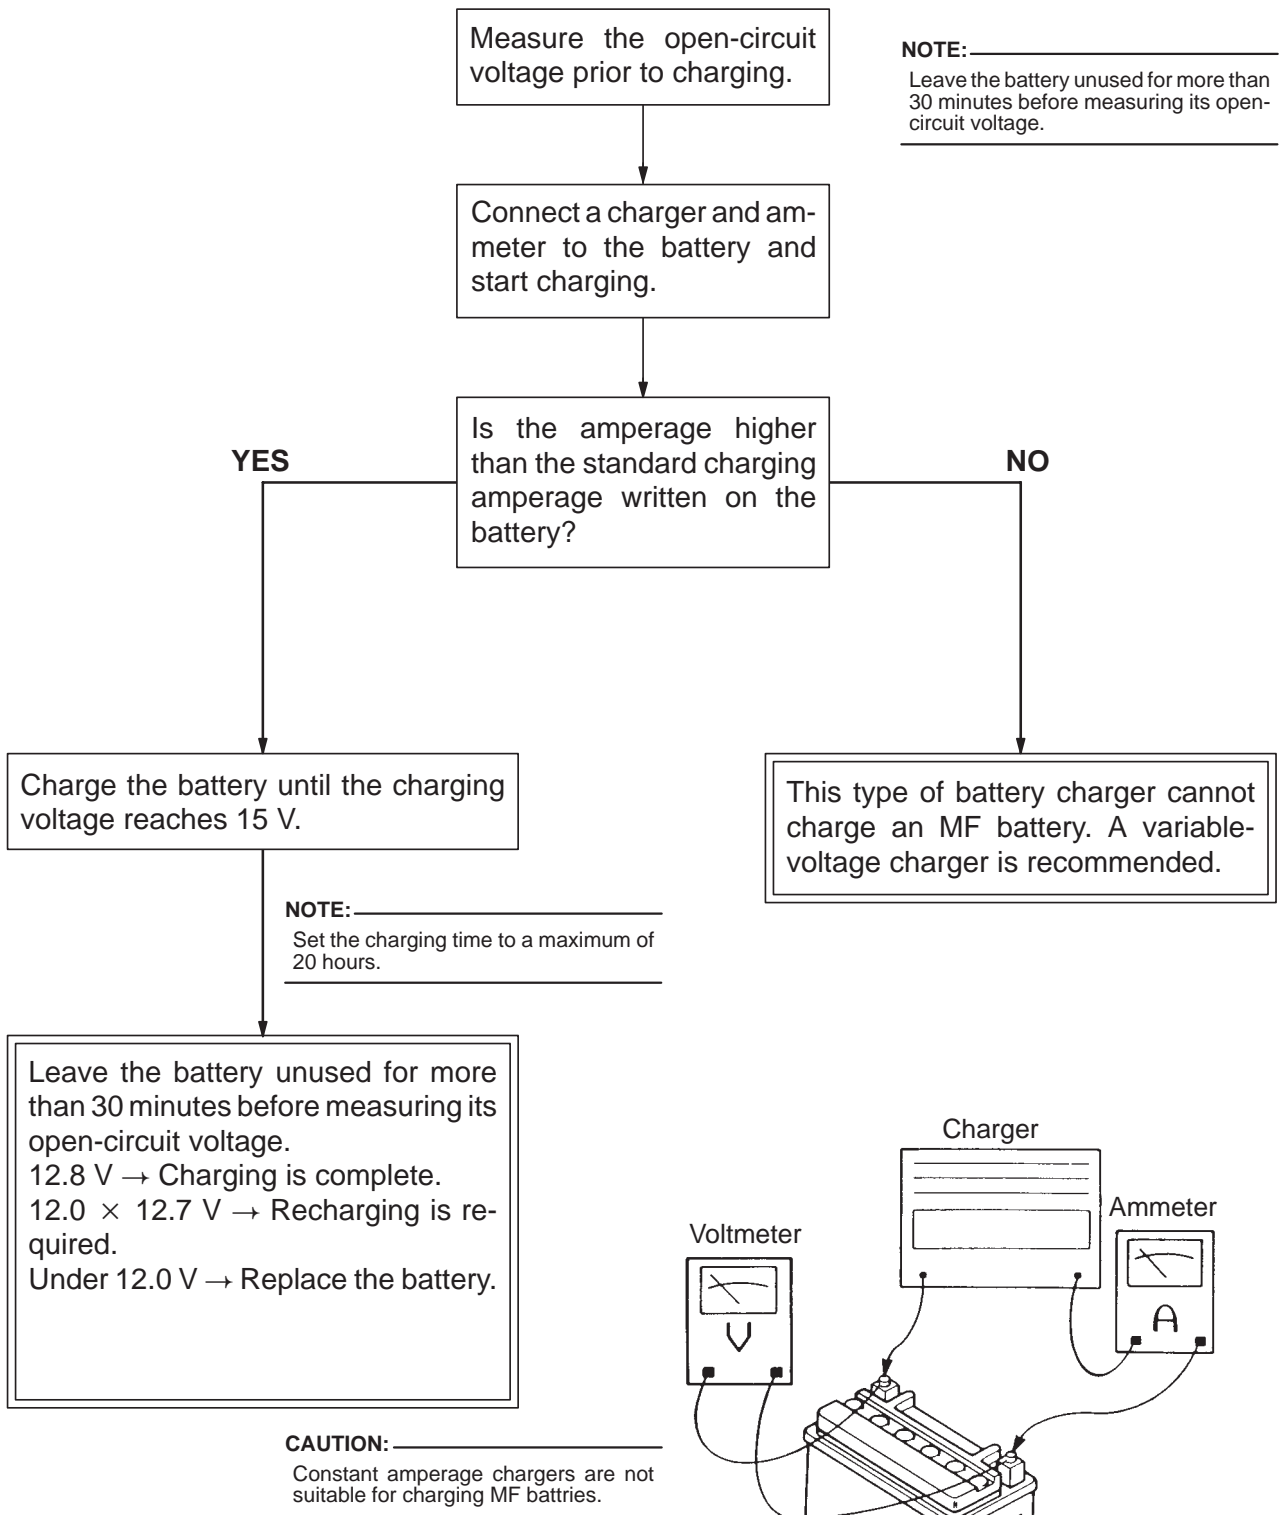 Measure the open-circuit
voltage prior to charging.
NOTE:
Leave the battery unused for more than
30 minutes before measuring its open-
circuit voltage.
Connect a charger and am-
meter to the battery and
start charging.
Is the amperage higher
than the standard charging
amperage written on the
battery?
YES
NO
Charge the battery until the charging
voltage reaches 15 V.
This type of battery charger cannot
charge an MF battery. A variable-
voltage charger is recommended.
NOTE:
Set the charging time to a maximum of
20 hours.
Leave the battery unused for more
than 30 minutes before measuring its
open-circuit voltage.
12.8 V → Charging is complete.
12.0 × 12.7 V → Recharging is re-
quired.
Under 12.0 V → Replace the battery.
Charger
Ammeter
Voltmeter
V
A
CAUTION:
Constant amperage chargers are not
suitable for charging MF battries.